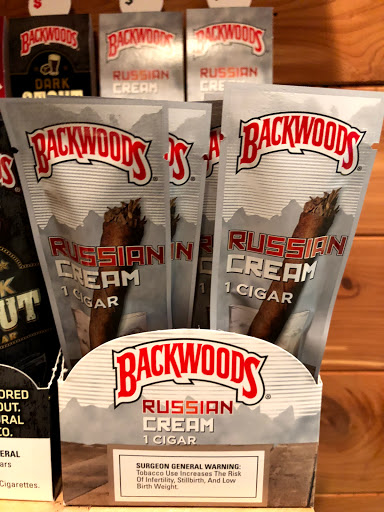 $
$
$
BACKWOODS
DARK
STOUT
BACKWOODS
RUSSIAN
CREAM
BACKWOODS
RUSSIAN
CREAM
BACKWOODS®
RUSSIAN
CREAM
1 CIGAR
BACKWOODS®
RUSSIAN
CREAM
1 CIGAR
BACKWOODS®
RUSSIAN
CREAM
1 CIGAR
SURGEON GENERAL WARNING:
Tobacco Use Increases The Risk
Of Infertility, Stillbirth, And Low
Birth Weight.
Cigarettes.